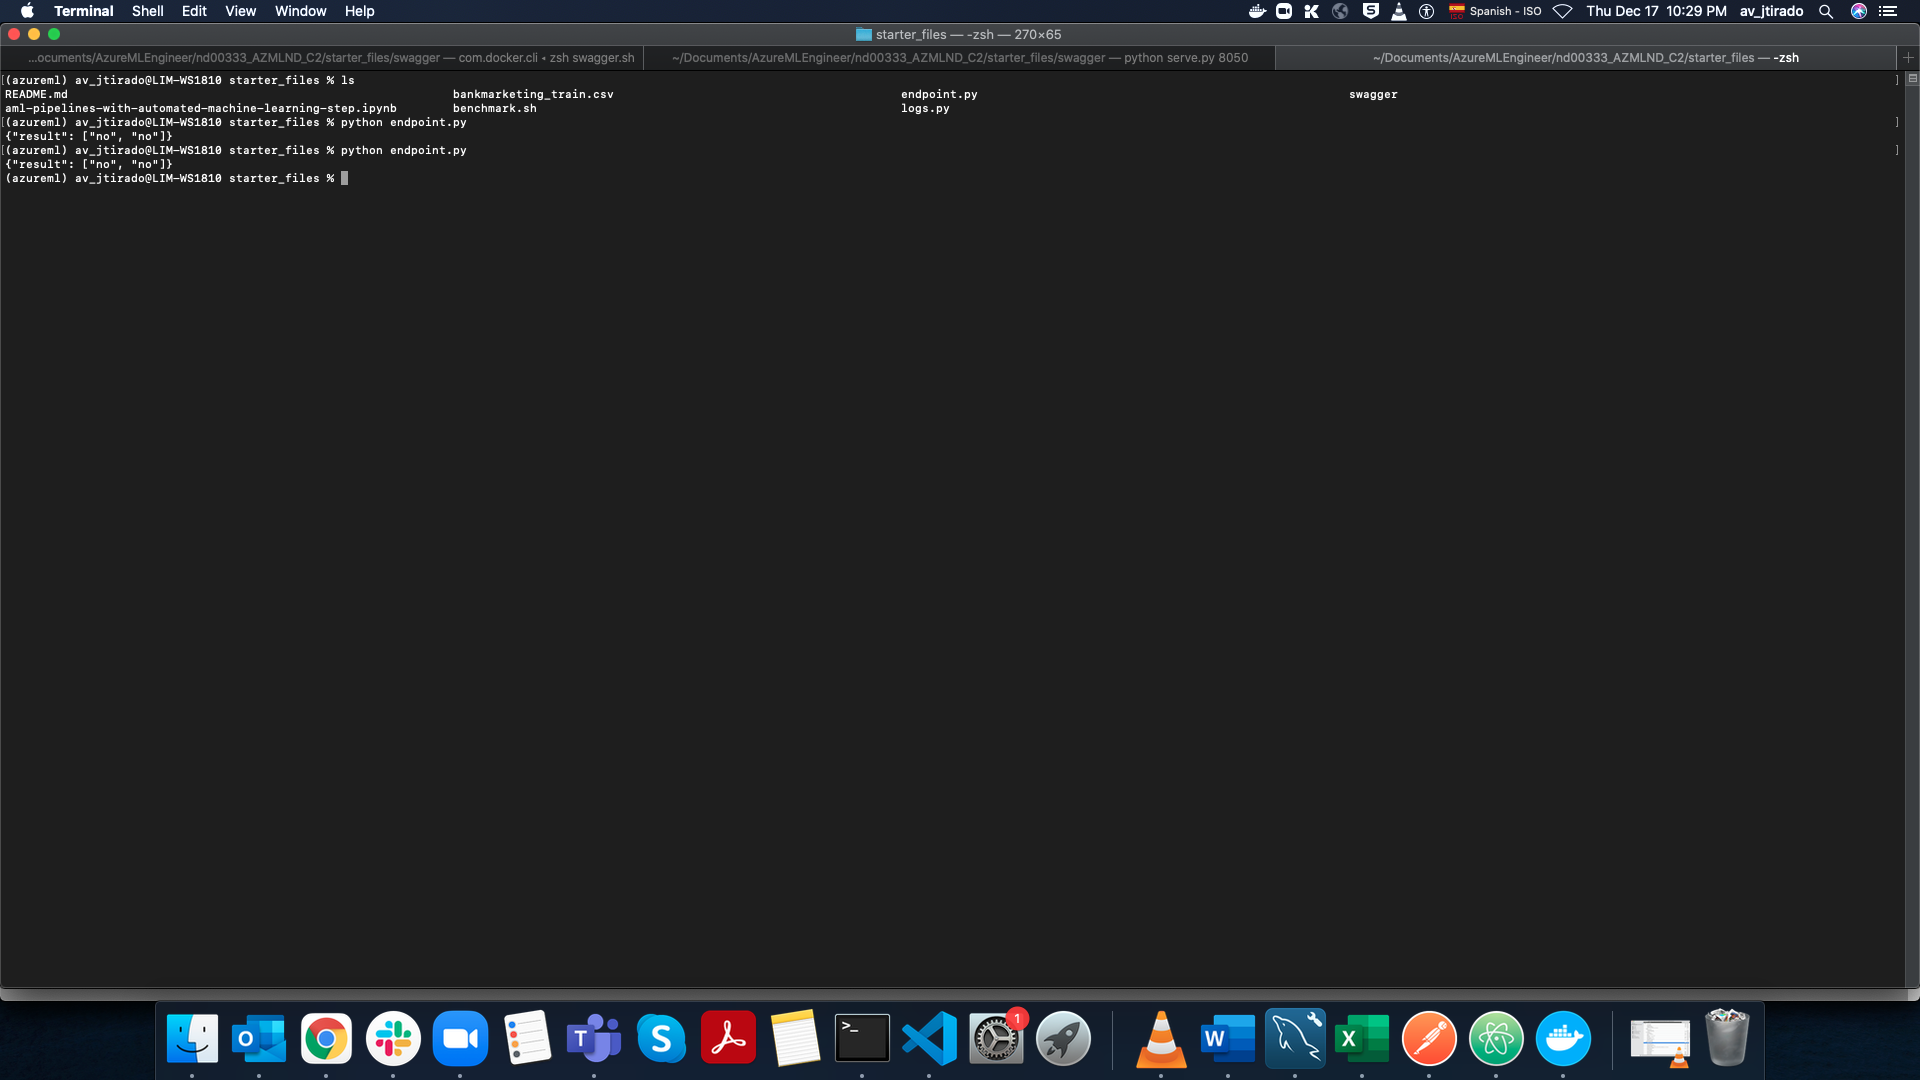 Terminal Shell Edit View Window Help Spanish - ISO Thu Dec 17 10:29 PM av_jtirado
starter_files — -zsh — 270×65
...ocuments/AzureMLEngineer/nd00333_AZMLND_C2/starter_files/swagger — com.docker.cli • zsh swagger.sh ~/Documents/AzureMLEngineer/nd00333_AZMLND_C2/starter_files/swagger — python serve.py 8050 ~/Documents/AzureMLEngineer/nd00333_AZMLND_C2/starter_files — -zsh
[(azureml) av_jtirado@LIM-WS1810 starter_files % ls ]
README.md bankmarketing_train.csv endpoint.py swagger
aml-pipelines-with-automated-machine-learning-step.ipynb benchmark.sh logs.py
[(azureml) av_jtirado@LIM-WS1810 starter_files % python endpoint.py ]
{"result": ["no", "no"]}
[(azureml) av_jtirado@LIM-WS1810 starter_files % python endpoint.py ]
{"result": ["no", "no"]}
(azureml) av_jtirado@LIM-WS1810 starter_files %
1